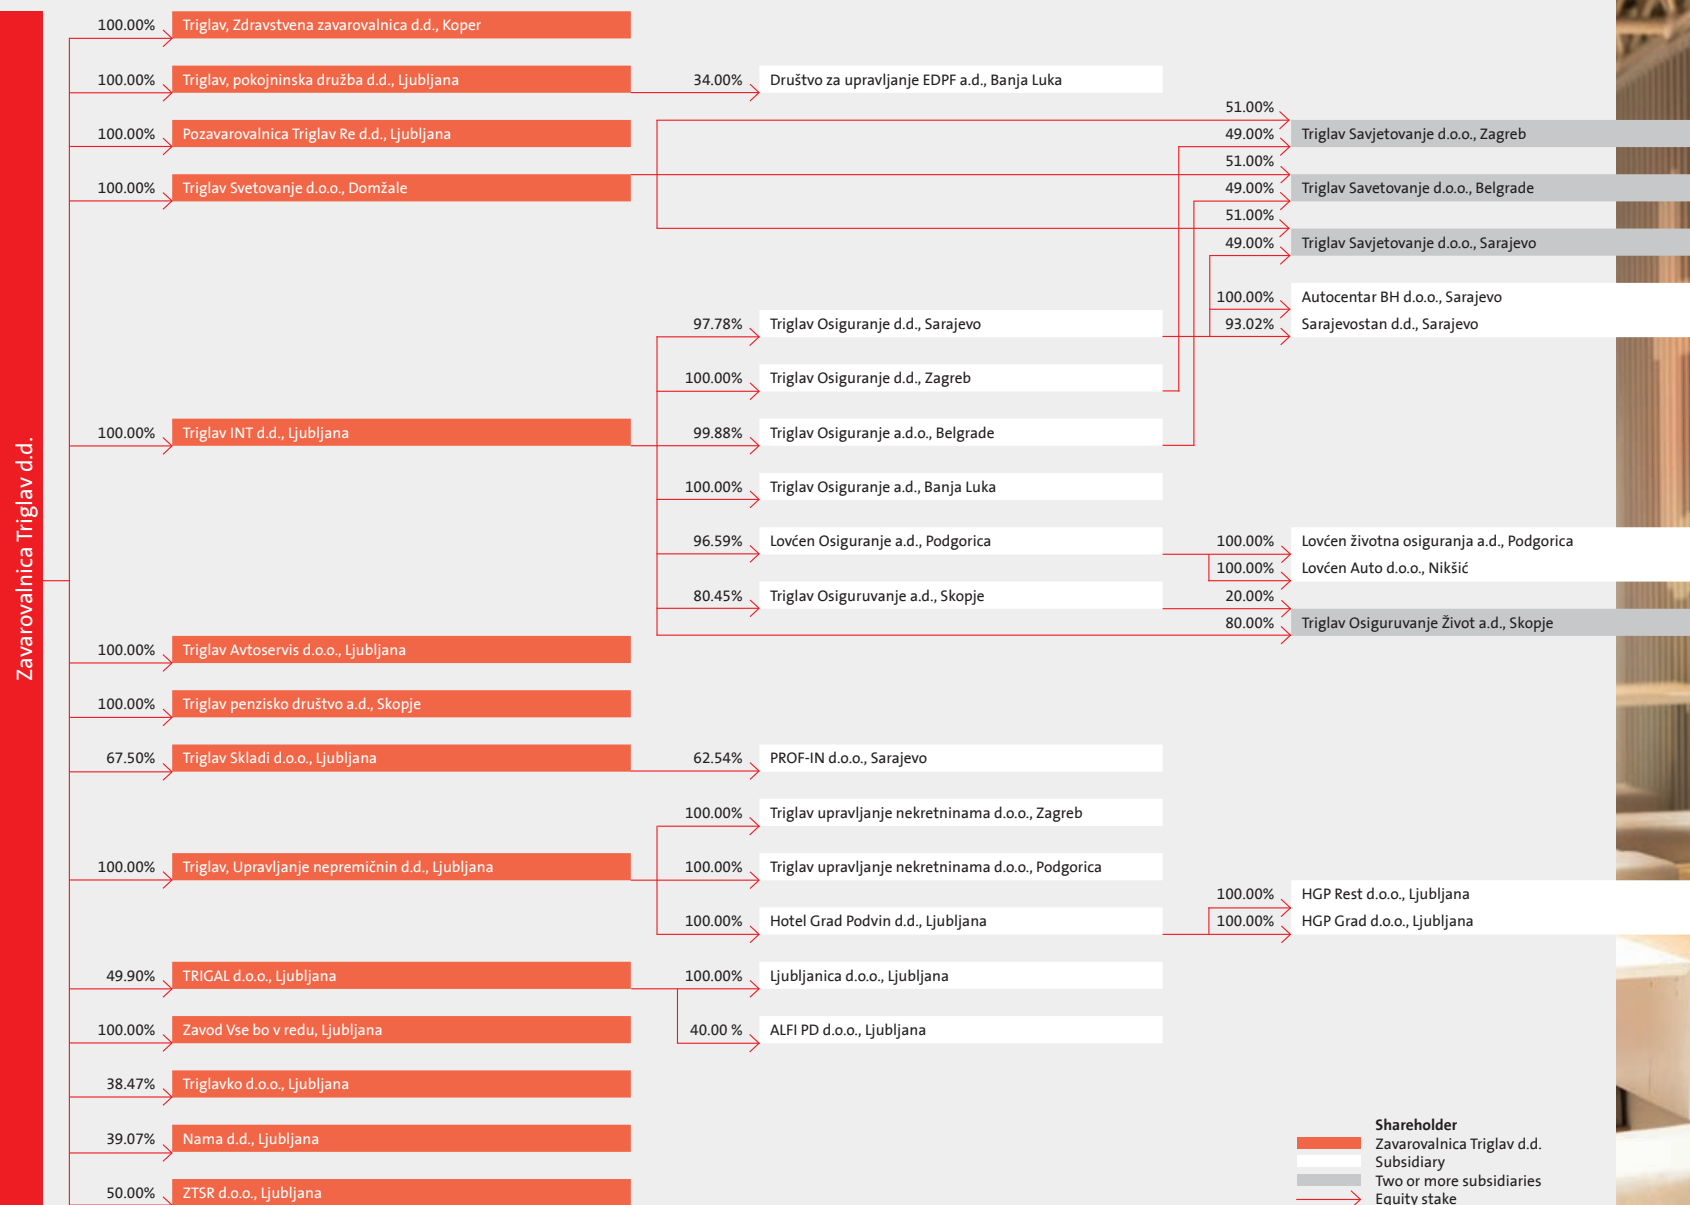 Zavarovalnica Triglav d.d.
100.00% Triglav, Zdravstvena zavarovalnica d.d., Koper
100.00% Triglav, pokojninska družba d.d., Ljubljana
34.00% Društvo za upravljanje EDPF a.d., Banja Luka
100.00% Pozavarovalnica Triglav Re d.d., Ljubljana
51.00%
49.00% Triglav Savjetovanje d.o.o., Zagreb
51.00%
100.00% Triglav Svetovanje d.o.o., Domžale
49.00% Triglav Savetovanje d.o.o., Belgrade
51.00%
49.00% Triglav Savjetovanje d.o.o., Sarajevo
100.00% Autocentar BH d.o.o., Sarajevo
97.78% Triglav Osiguranje d.d., Sarajevo
93.02% Sarajevostan d.d., Sarajevo
100.00% Triglav Osiguranje d.d., Zagreb
100.00% Triglav INT d.d., Ljubljana
99.88% Triglav Osiguranje a.d.o., Belgrade
100.00% Triglav Osiguranje a.d., Banja Luka
96.59% Lovćen Osiguranje a.d., Podgorica
100.00% Lovćen životna osiguranja a.d., Podgorica
100.00% Lovćen Auto d.o.o., Nikšić
80.45% Triglav Osiguruvanje a.d., Skopje
20.00%
80.00% Triglav Osiguruvanje Život a.d., Skopje
100.00% Triglav Avtoservis d.o.o., Ljubljana
100.00% Triglav penzisko društvo a.d., Skopje
67.50% Triglav Skladi d.o.o., Ljubljana
62.54% PROF-IN d.o.o., Sarajevo
100.00% Triglav upravljanje nekretninama d.o.o., Zagreb
100.00% Triglav, Upravljanje nepremičnin d.d., Ljubljana
100.00% Triglav upravljanje nekretninama d.o.o., Podgorica
100.00% HGP Rest d.o.o., Ljubljana
100.00% Hotel Grad Podvin d.d., Ljubljana
100.00% HGP Grad d.o.o., Ljubljana
49.90% TRIGAL d.o.o., Ljubljana
100.00% Ljubljanica d.o.o., Ljubljana
100.00% Zavod Vse bo v redu, Ljubljana
40.00 % ALFI PD d.o.o., Ljubljana
38.47% Triglavko d.o.o., Ljubljana
39.07% Nama d.d., Ljubljana
50.00% ZTSR d.o.o., Ljubljana
Shareholder
Zavarovalnica Triglav d.d.
Subsidiary
Two or more subsidiaries
Equity stake